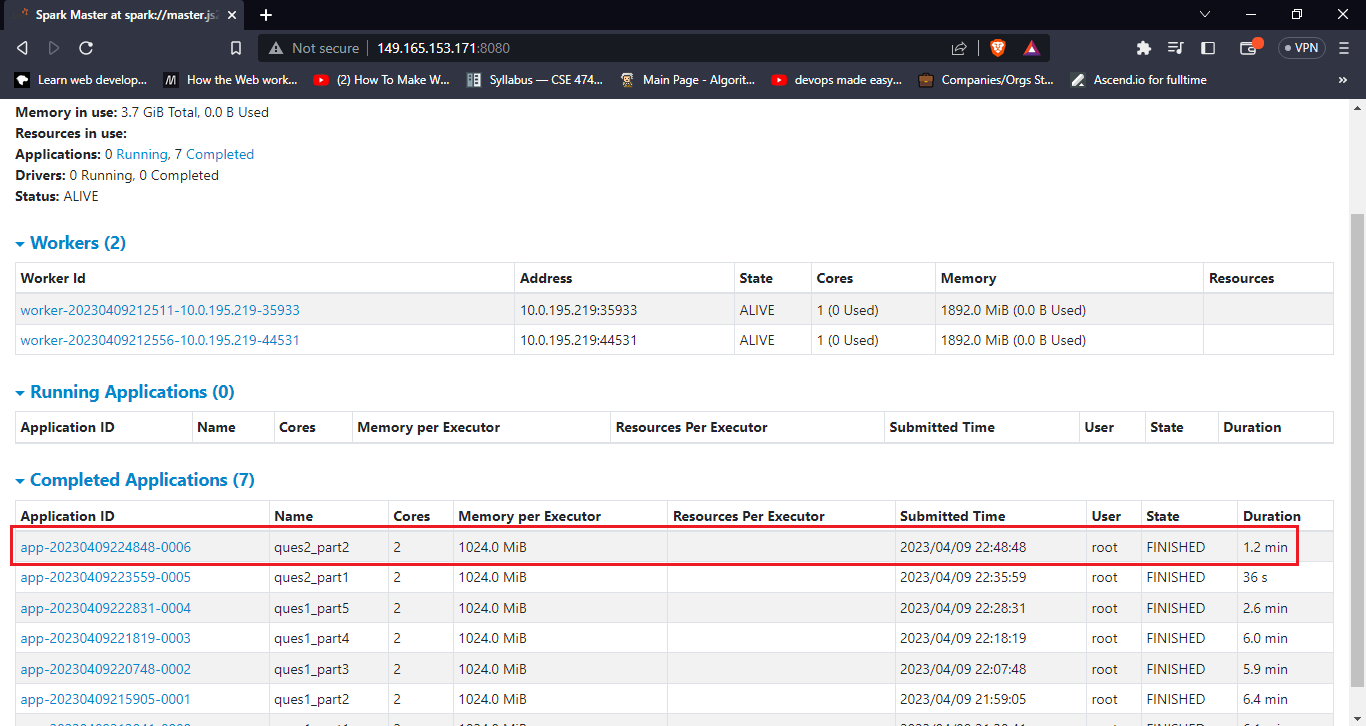 Spark Master at spark://master.js2
Not secure 149.165.153.171:8080 VPN
Learn web develop... How the Web work... (2) How To Make W... Syllabus — CSE 474... Main Page - Algorit... devops made easy... Companies/Orgs St... Ascend.io for fulltime »
Memory in use: 3.7 GiB Total, 0.0 B Used
Resources in use:
Applications: 0 Running, 7 Completed
Drivers: 0 Running, 0 Completed
Status: ALIVE
Workers (2)
Worker Id Address State Cores Memory Resources
worker-20230409212511-10.0.195.219-35933 10.0.195.219:35933 ALIVE 1 (0 Used) 1892.0 MiB (0.0 B Used)
worker-20230409212556-10.0.195.219-44531 10.0.195.219:44531 ALIVE 1 (0 Used) 1892.0 MiB (0.0 B Used)
Running Applications (0)
Application ID Name Cores Memory per Executor Resources Per Executor Submitted Time User State Duration
Completed Applications (7)
Application ID Name Cores Memory per Executor Resources Per Executor Submitted Time User State Duration
app-20230409224848-0006 ques2_part2 2 1024.0 MiB 2023/04/09 22:48:48 root FINISHED 1.2 min
app-20230409223559-0005 ques2_part1 2 1024.0 MiB 2023/04/09 22:35:59 root FINISHED 36 s
app-20230409222831-0004 ques1_part5 2 1024.0 MiB 2023/04/09 22:28:31 root FINISHED 2.6 min
app-20230409221819-0003 ques1_part4 2 1024.0 MiB 2023/04/09 22:18:19 root FINISHED 6.0 min
app-20230409220748-0002 ques1_part3 2 1024.0 MiB 2023/04/09 22:07:48 root FINISHED 5.9 min
app-20230409215905-0001 ques1_part2 2 1024.0 MiB 2023/04/09 21:59:05 root FINISHED 6.4 min